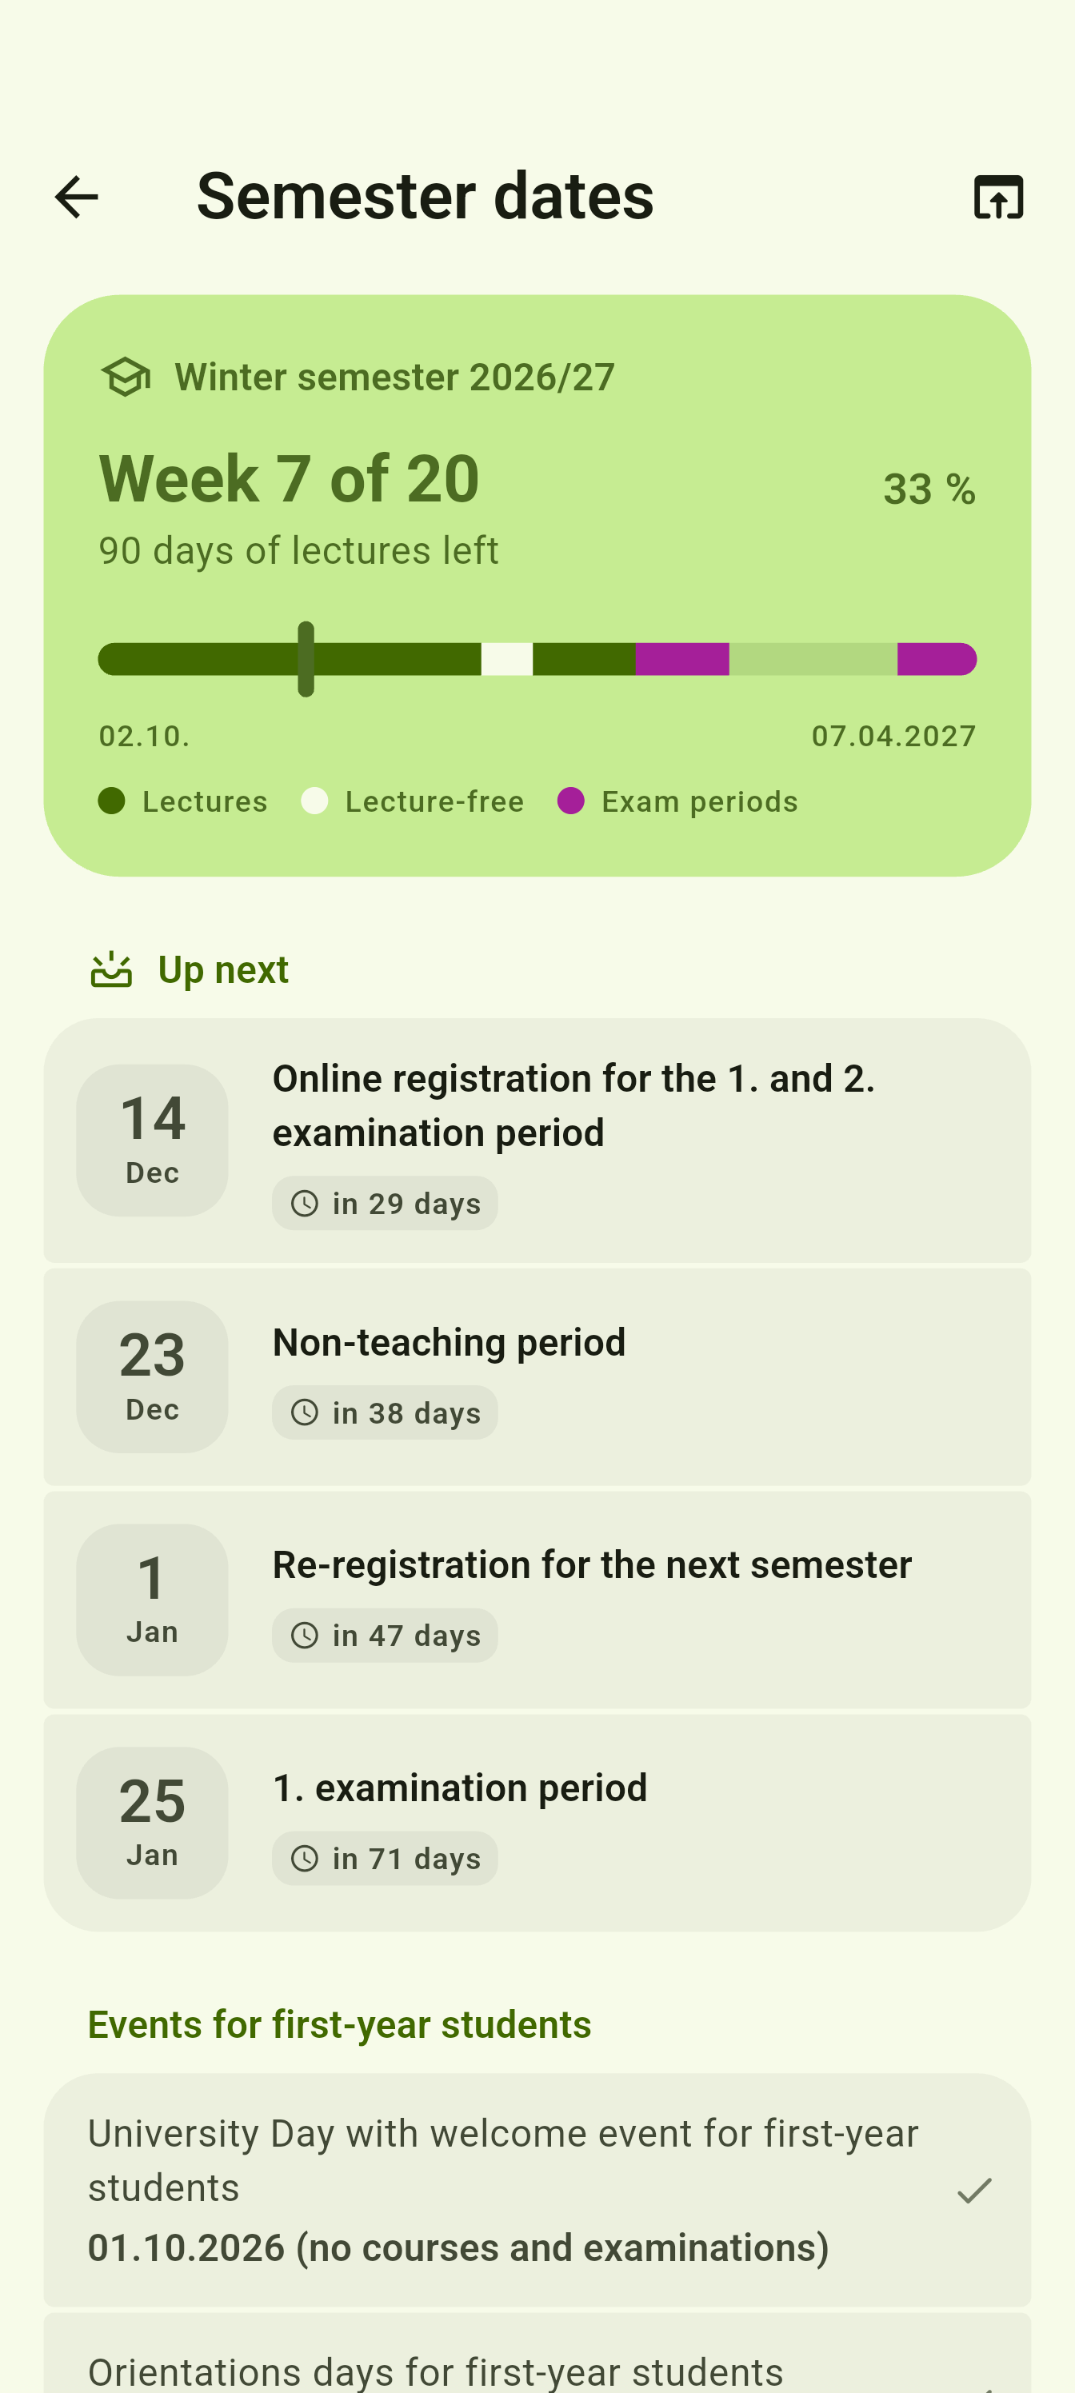 Semester dates
Winter semester 2026/27
Week 7 of 20
33 %
90 days of lectures left
02.10.
07.04.2027
Lectures
Lecture-free
Exam periods
Up next
14
Dec
Online registration for the 1. and 2.
examination period
in 29 days
23
Dec
Non-teaching period
in 38 days
1
Jan
Re-registration for the next semester
in 47 days
25
Jan
1. examination period
in 71 days
Events for first-year students
University Day with welcome event for first-year
students
01.10.2026 (no courses and examinations)
Orientations days for first-year students